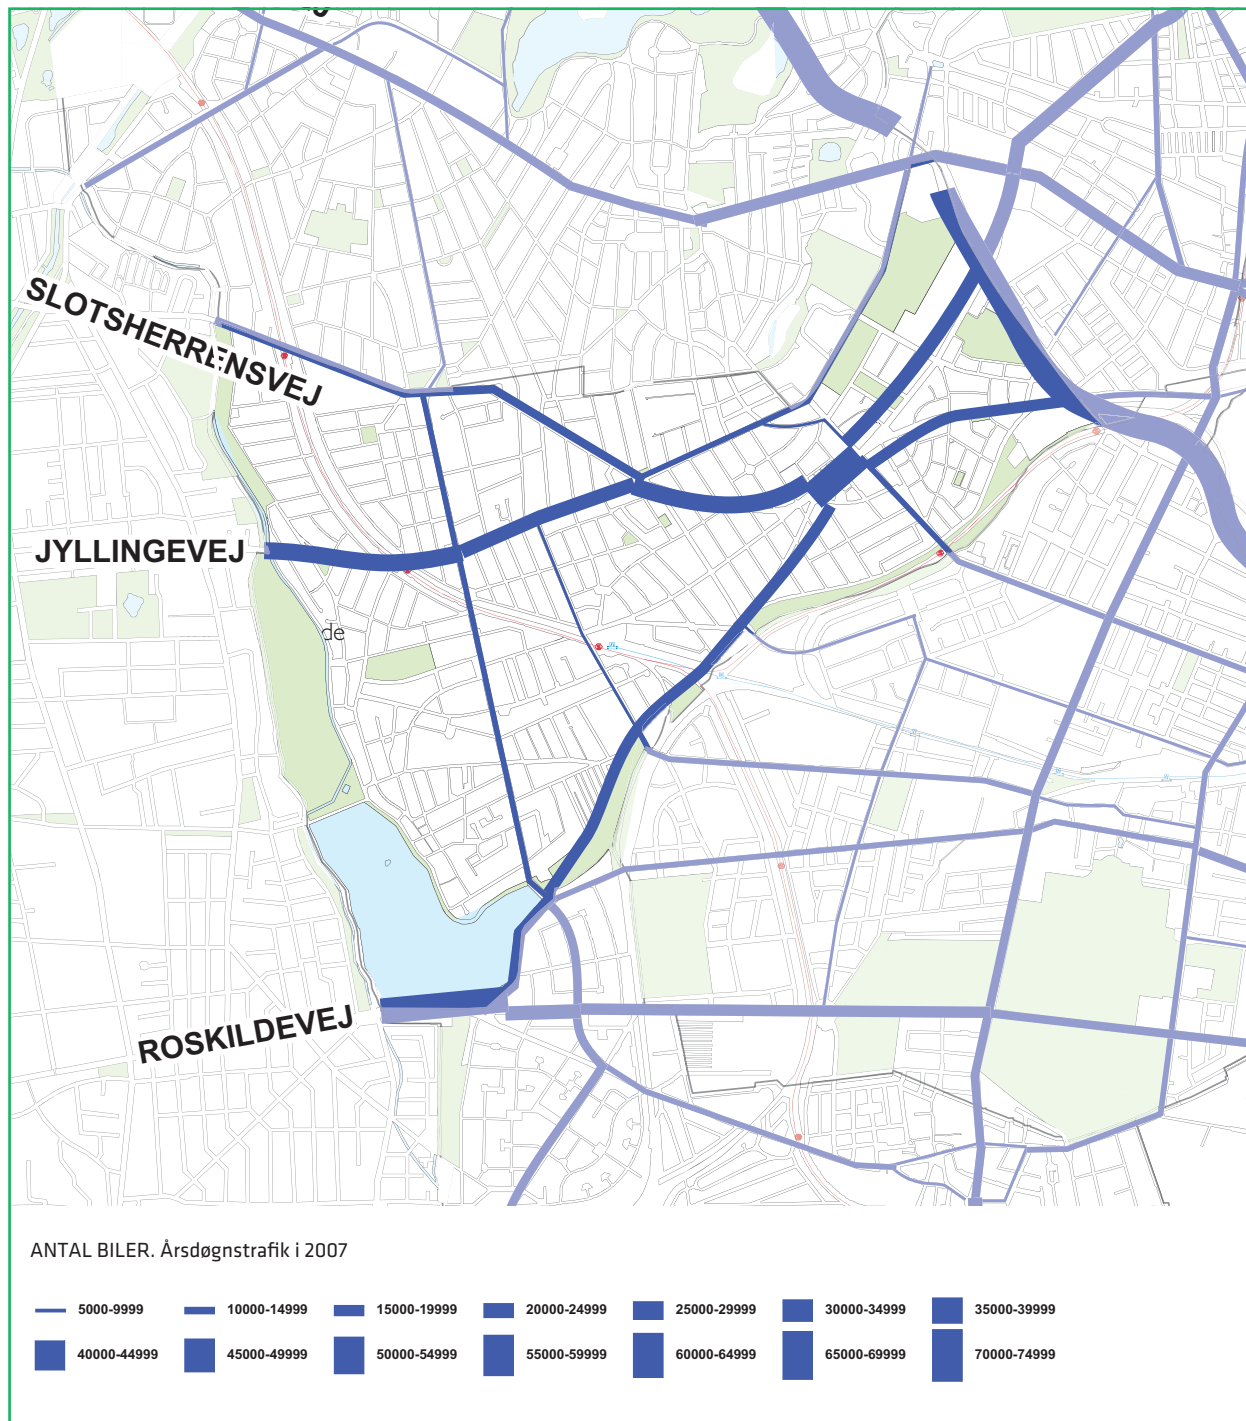 SLOTSHERRENSVEJ
JYLLINGEVEJ
de
ROSKILDEVEJ
ANTAL BILER. Årsdøgnstrafik i 2007
5000-9999 10000-14999 15000-19999 20000-24999 25000-29999 30000-34999 35000-39999
40000-44999 45000-49999 50000-54999 55000-59999 60000-64999 65000-69999 70000-74999